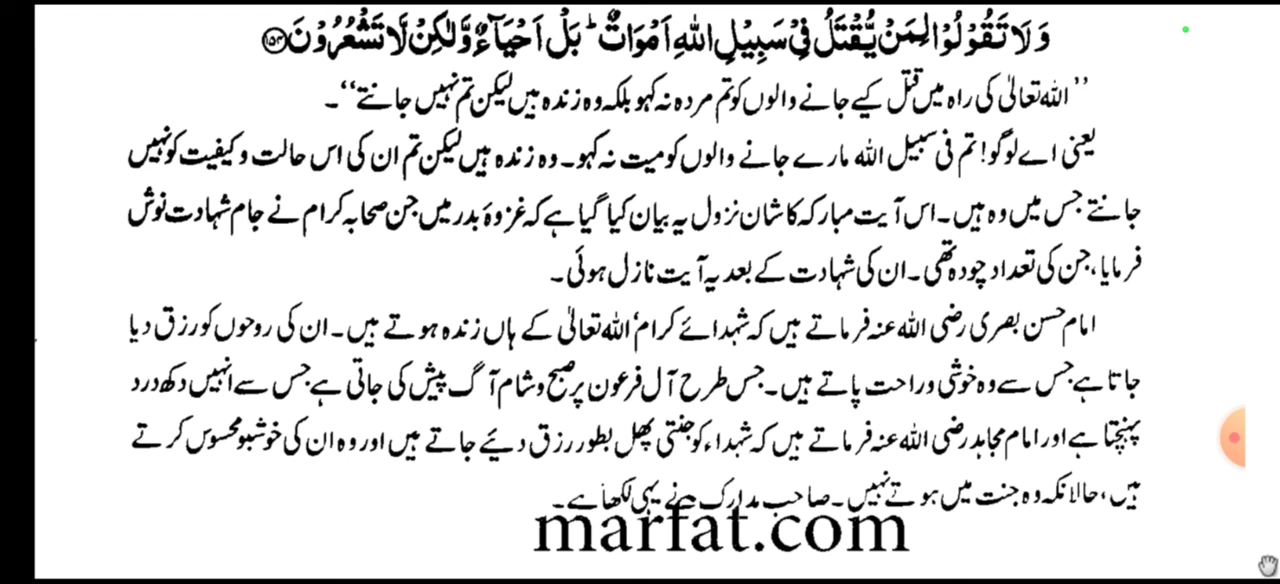 وَلَا تَقُوْلُوْا لِمَنْ يُّقْتَلُ فِيْ سَبِيْلِ اللهِ اَمْوَاتٌ ؕ بَلْ اَحْيَآءٌ وَّلٰكِنْ لَّا تَشْعُرُوْنَ ﴿۱۵۴﴾
’’اللہ تعالیٰ کی راہ میں قتل کیے جانے والوں کو تم مردہ نہ کہو بلکہ وہ زندہ ہیں لیکن تم نہیں جانتے‘‘۔
یعنی اے لوگو! تم فی سبیل اللہ مارے جانے والوں کو میت نہ کہو۔ وہ زندہ ہیں لیکن تم ان کی اس حالت و کیفیت کو نہیں
جانتے جس میں وہ ہیں۔ اس آیت مبارکہ کا شان نزول یہ بیان کیا گیا ہے کہ غزوۂ بدر میں جن صحابہ کرام نے جام شہادت نوش
فرمایا، جن کی تعداد چودہ تھی۔ ان کی شہادت کے بعد یہ آیت نازل ہوئی۔
امام حسن بصری رضی اللہ عنہ فرماتے ہیں کہ شہدائے کرام‘ اللہ تعالیٰ کے ہاں زندہ ہوتے ہیں۔ ان کی روحوں کو رزق دیا
جاتا ہے جس سے وہ خوشی و راحت پاتے ہیں۔ جس طرح آل فرعون پر صبح و شام آگ پیش کی جاتی ہے جس سے انہیں دکھ درد
پہنچتا ہے اور امام مجاہد رضی اللہ عنہ فرماتے ہیں کہ شہداء کو جنتی پھل بطور رزق دیئے جاتے ہیں اور وہ ان کی خوشبو محسوس کرتے
ہیں، حالانکہ وہ جنت میں ہوتے نہیں۔ صاحب مدارک نے یہی لکھا ہے۔
marfat.com